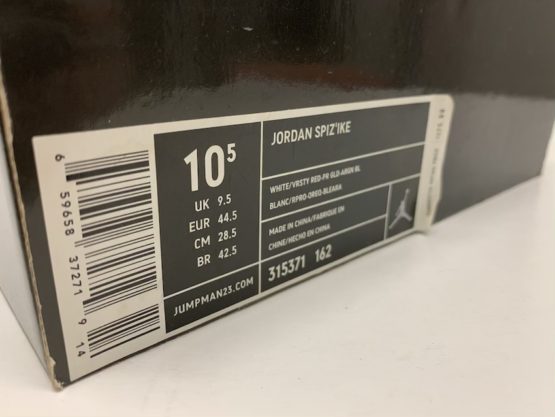 6 59658 37271 9 14
10⁵
UK 9.5
EUR 44.5
CM 28.5
BR 42.5
JUMPMAN23.COM
JORDAN SPIZ'IKE
WHITE/VRSTY RED-PR GLD-ARGN BL
BLANC/RPRO-DREO-BLEARA
MADE IN CHINA/FABRIQUE EN
CHINE/HECHO EN CHINA
315371 162